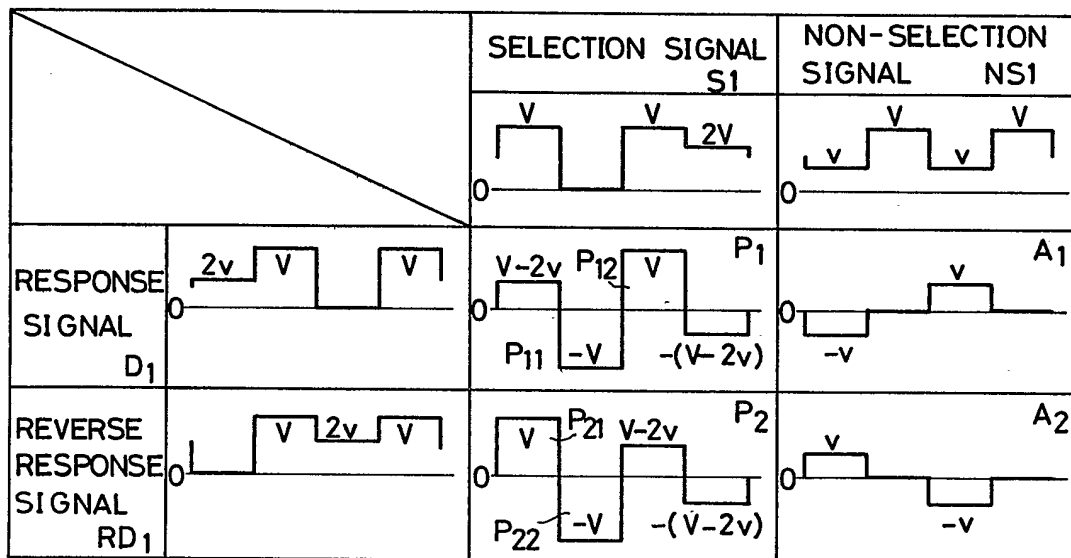 SELECTION SIGNAL
S1
NON-SELECTION
SIGNAL NS1
V
V
2V
0
v
V
v
V
0
RESPONSE
SIGNAL
D1
2v
V
V
0
P1
V-2v
P12
V
0
P11
-V
-(V-2v)
A1
v
0
-v
REVERSE
RESPONSE
SIGNAL
RD1
V
2v
V
0
P2
V
P21
V-2v
0
P22
-V
-(V-2v)
A2
v
0
-v